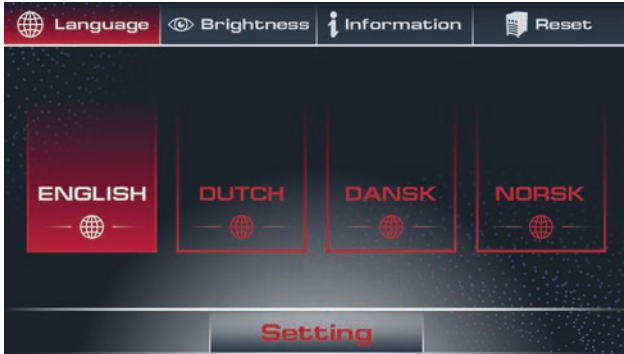 Language Brightness Information Reset
ENGLISH DUTCH DANSK NORSK
Setting